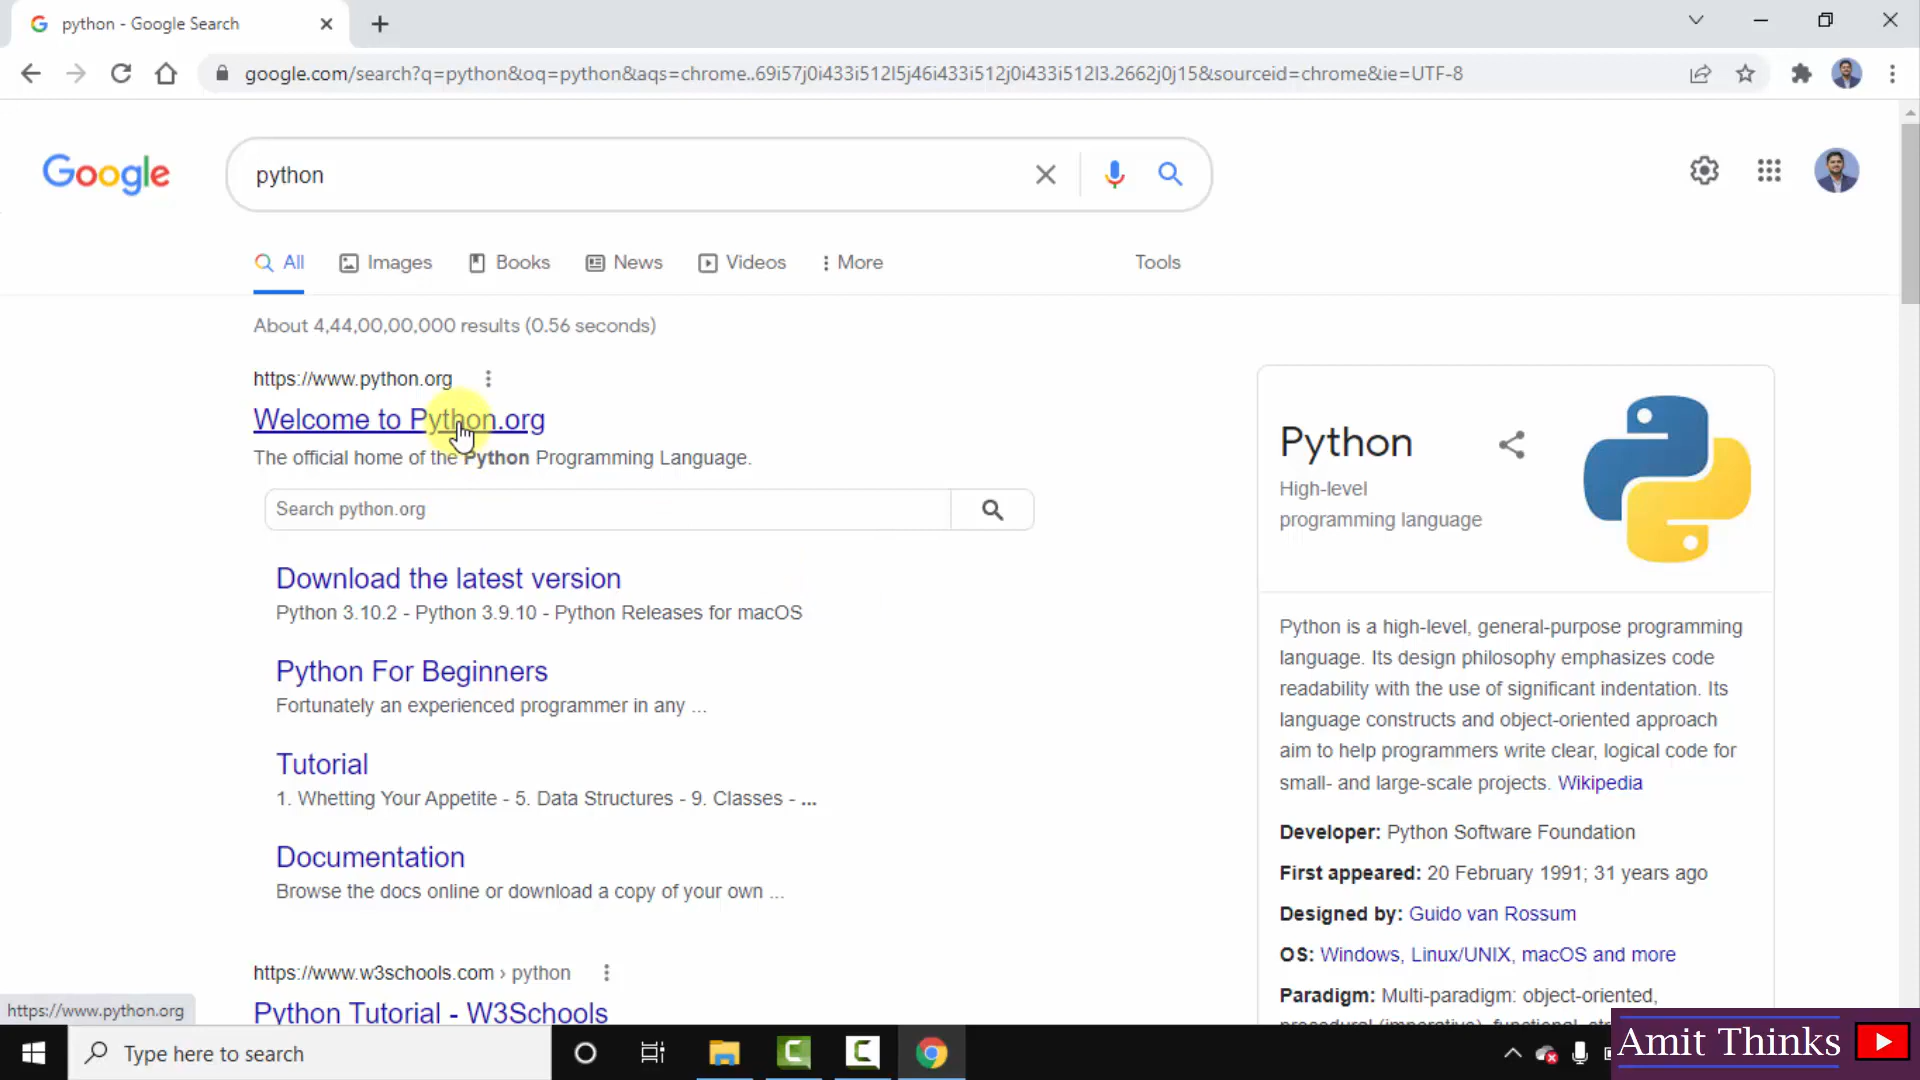 python - Google Search
google.com/search?q=python&oq=python&aqs=chrome..69i57j0i433i512l5j46i433i512j0i433i512l3.2662j0j15&sourceid=chrome&ie=UTF-8
Google
python
All Images Books News Videos More Tools
About 4,44,00,00,000 results (0.56 seconds)
https://www.python.org
Welcome to Python.org
The official home of the Python Programming Language.
Search python.org
Download the latest version
Python 3.10.2 - Python 3.9.10 - Python Releases for macOS
Python For Beginners
Fortunately an experienced programmer in any ...
Tutorial
1. Whetting Your Appetite - 5. Data Structures - 9. Classes - ...
Documentation
Browse the docs online or download a copy of your own ...
https://www.w3schools.com › python
Python Tutorial - W3Schools
Python
High-level
programming language
Python is a high-level, general-purpose programming
language. Its design philosophy emphasizes code
readability with the use of significant indentation. Its
language constructs and object-oriented approach
aim to help programmers write clear, logical code for
small- and large-scale projects. Wikipedia
Developer: Python Software Foundation
First appeared: 20 February 1991; 31 years ago
Designed by: Guido van Rossum
OS: Windows, Linux/UNIX, macOS and more
Paradigm: Multi-paradigm: object-oriented,
https://www.python.org
Type here to search
Amit Thinks